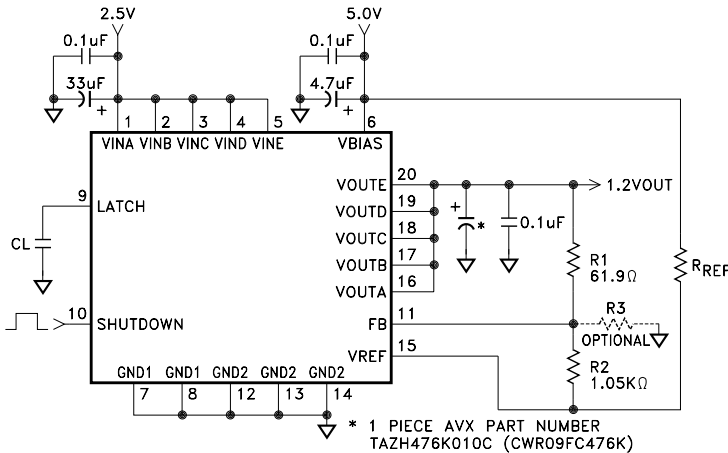 2.5V 5.0V
0.1uF 0.1uF
33uF 4.7uF
+ +
1 2 3 4 5 6
VINA VINB VINC VIND VINE VBIAS
VOUTE 20 1.2VOUT
9 LATCH
VOUTD 19
+ * 0.1uF
CL
VOUTC 18
VOUTB 17
R1
61.9Ω
RREF
VOUTA 16
10 SHUTDOWN
FB 11
R3
OPTIONAL
VREF 15
GND1 GND1 GND2 GND2 GND2
7 8 12 13 14
R2
1.05KΩ
* 1 PIECE AVX PART NUMBER
TAZH476K010C (CWR09FC476K)